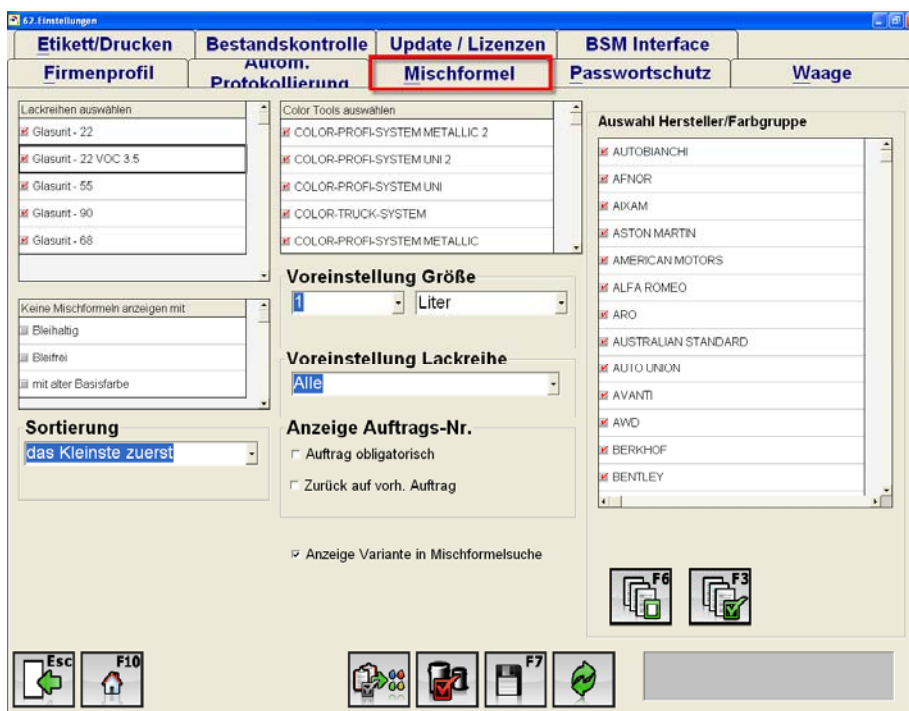 62.Einstellungen
Etikett/Drucken
Bestandskontrolle
Update / Lizenzen
BSM Interface
Firmenprofil
Autom.
Protokollierung
Mischformel
Passwortschutz
Waage
Lackreihen auswählen
Glasurit - 22
Glasurit - 22 VOC 3.5
Glasurit - 55
Glasurit - 90
Glasurit - 68
Keine Mischformeln anzeigen mit
Bleihaltig
Bleifrei
mit alter Basisfarbe
Sortierung
das Kleinste zuerst
Color Tools auswählen
COLOR-PROFI-SYSTEM METALLIC 2
COLOR-PROFI-SYSTEM UNI 2
COLOR-PROFI-SYSTEM UNI
COLOR-TRUCK-SYSTEM
COLOR-PROFI-SYSTEM METALLIC
Voreinstellung Größe
1 Liter
Voreinstellung Lackreihe
Alle
Anzeige Auftrags-Nr.
Auftrag obligatorisch
Zurück auf vorh. Auftrag
Anzeige Variante in Mischformelsuche
Auswahl Hersteller/Farbgruppe
AUTOBIANCHI
AFNOR
AIXAM
ASTON MARTIN
AMERICAN MOTORS
ALFA ROMEO
ARO
AUSTRALIAN STANDARD
AUTO UNION
AVANTI
AWD
BERKHOF
BENTLEY
F6
F3
Esc
F10
a
F7